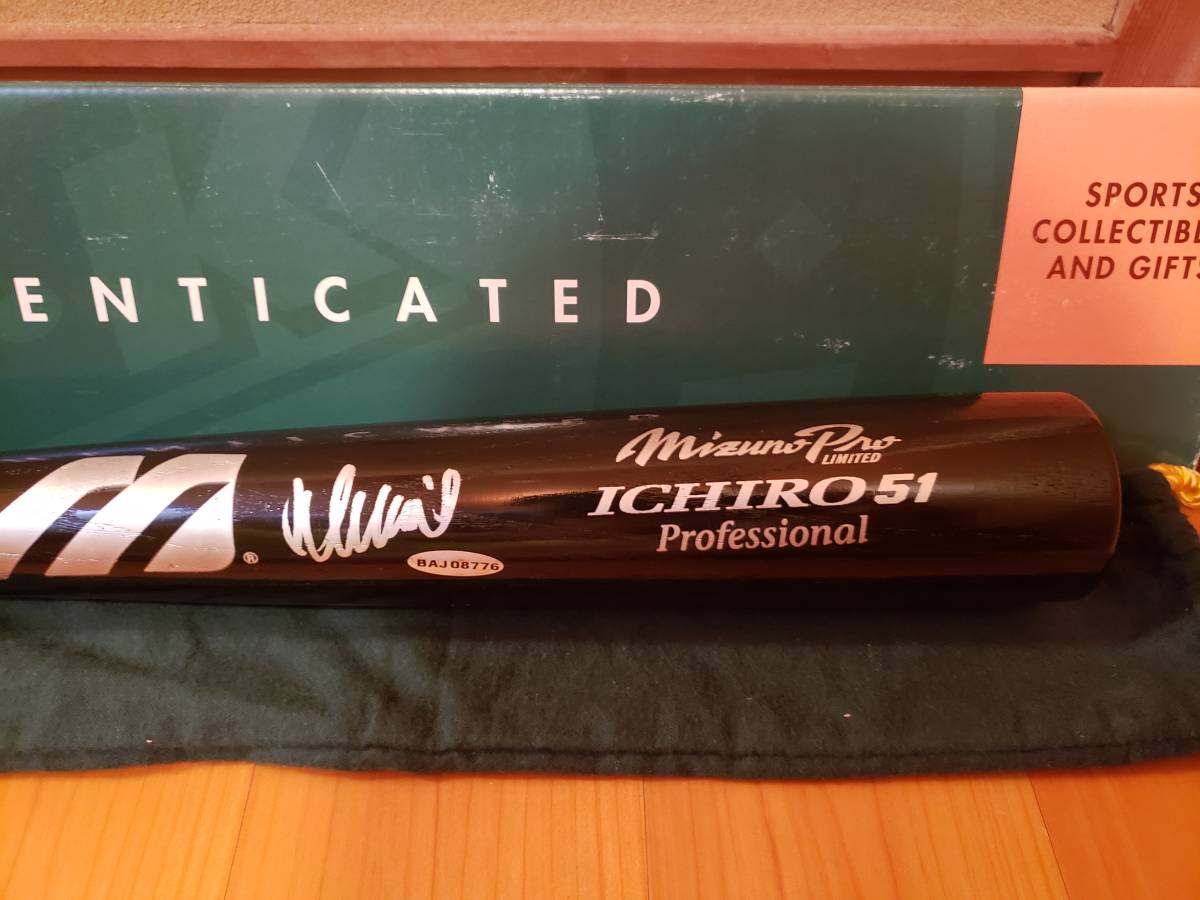 ENTICATED
SPORTS
COLLECTIBL
AND GIFTS
Mizuno Pro
LIMITED
ICHIRO 51
Professional
®
BAJ08776